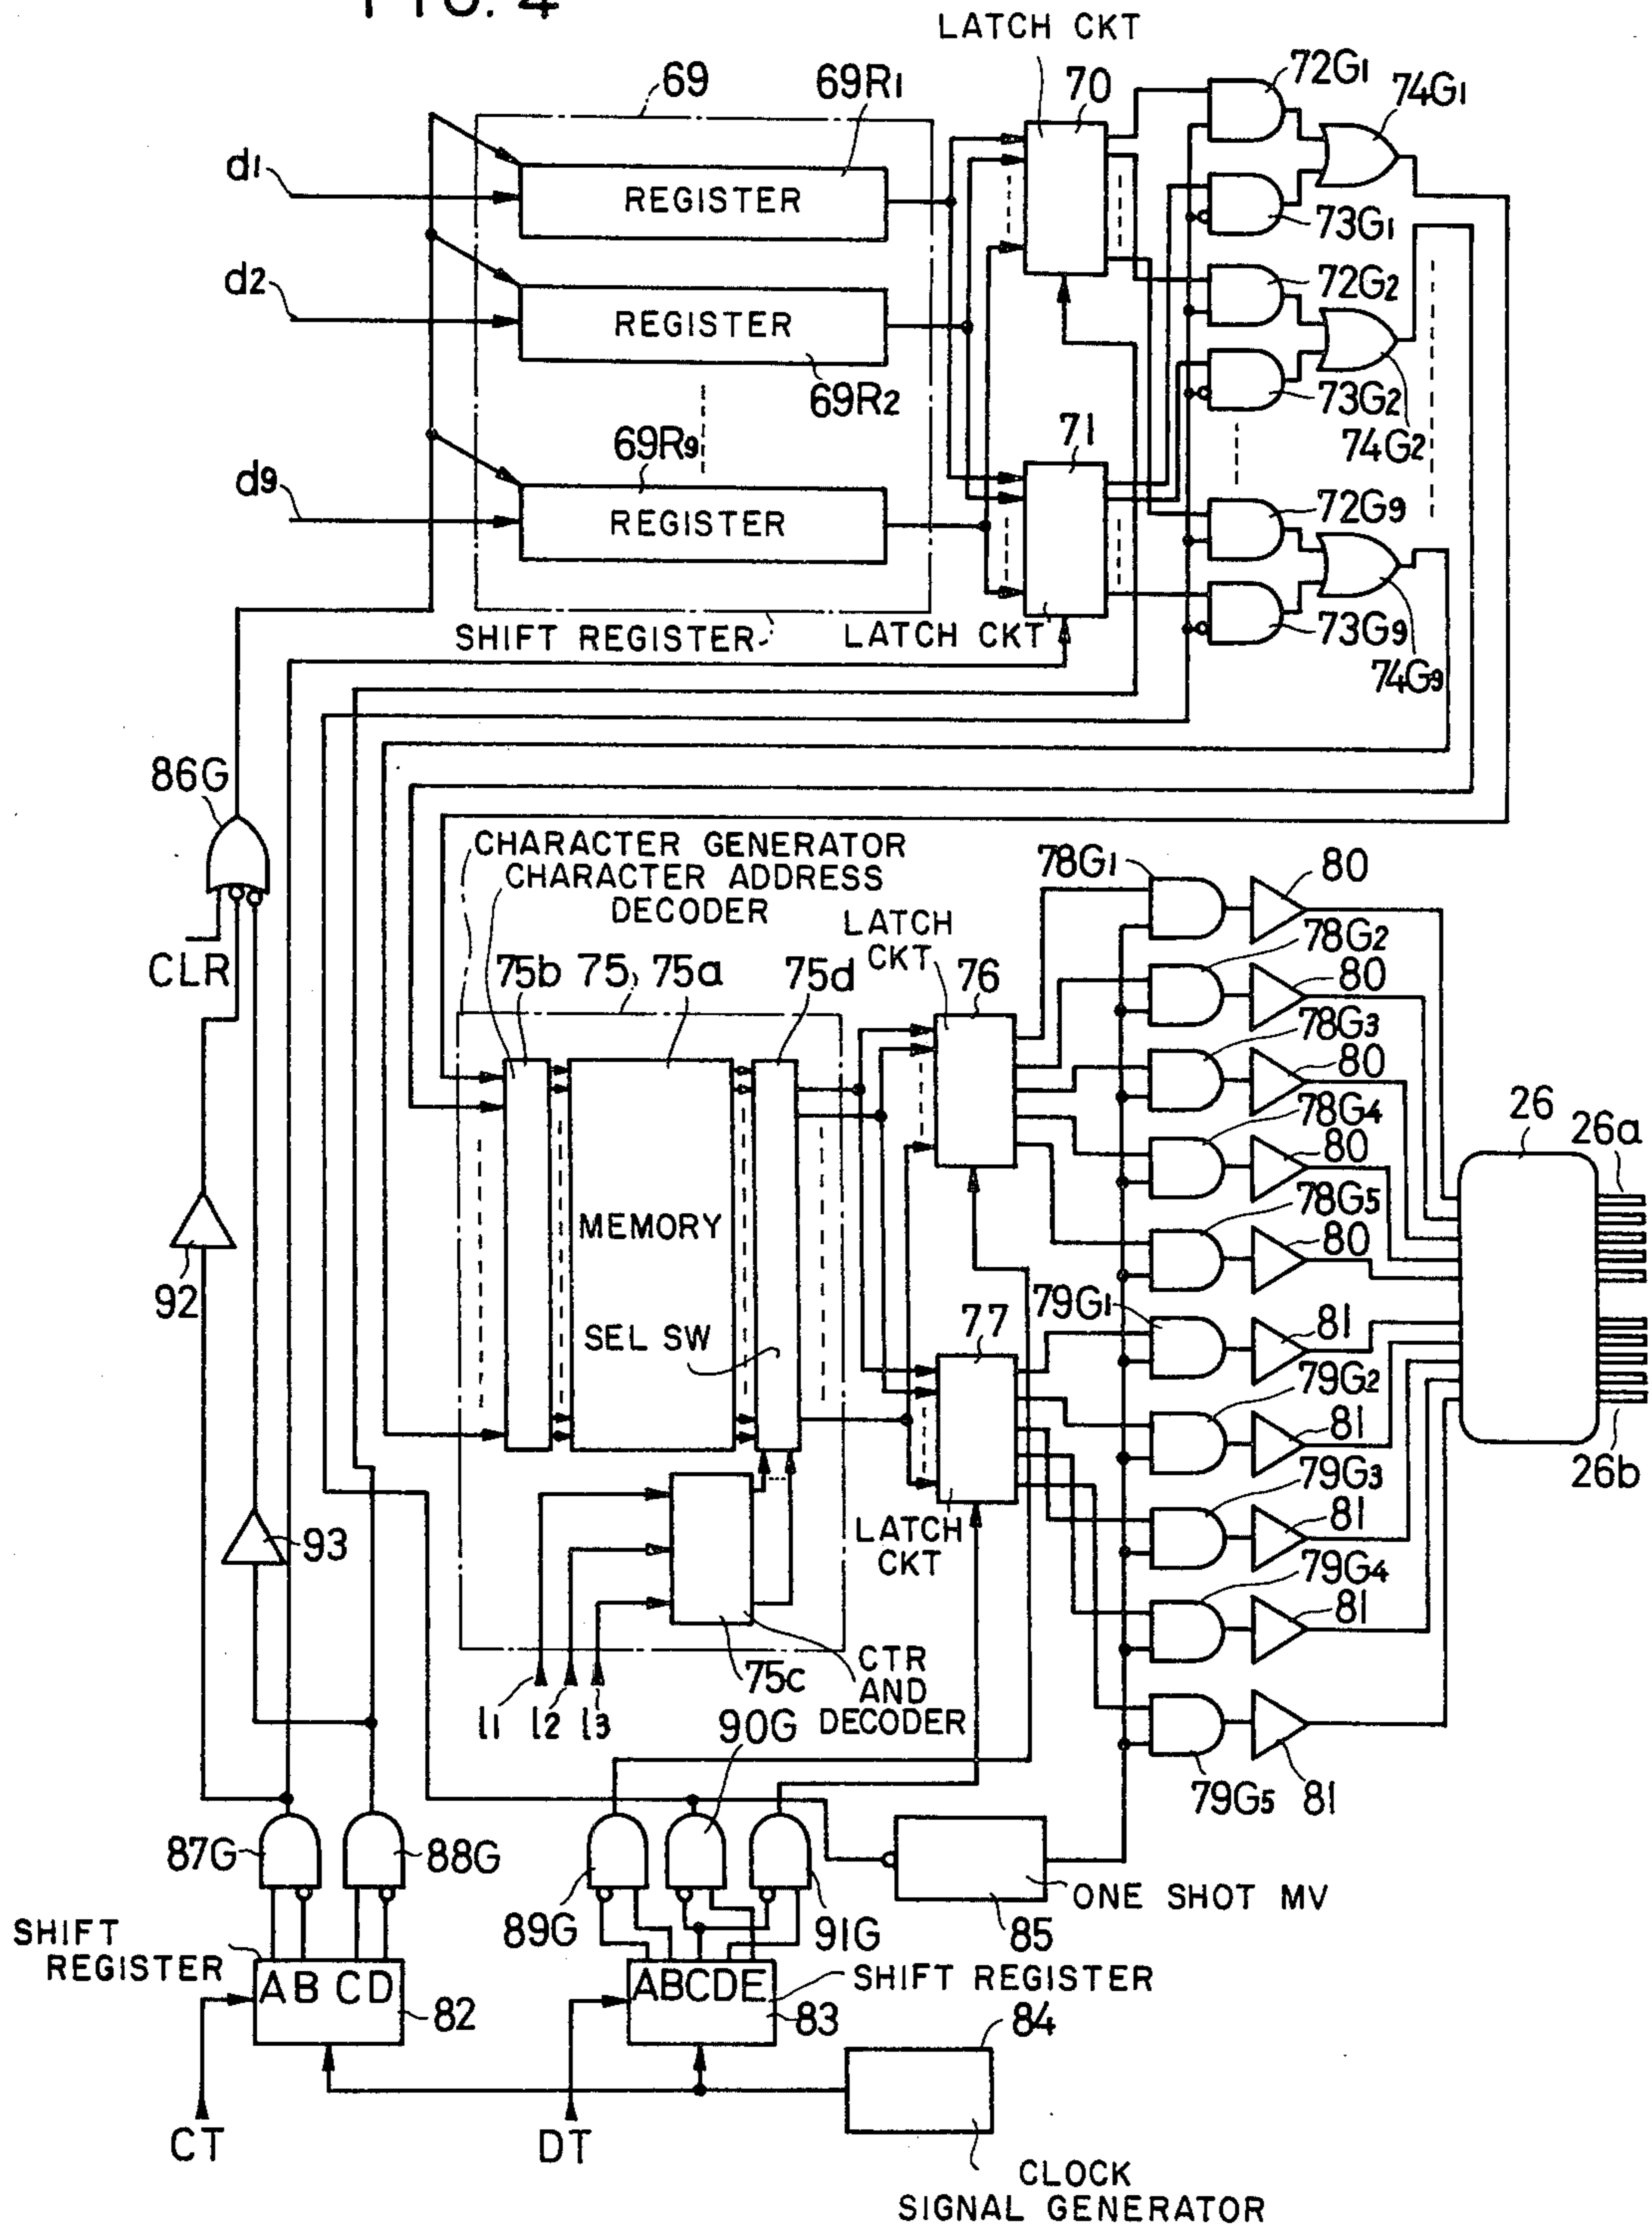 FIG. 4
LATCH CKT
69
69R1
70
72G1
74G1
d1
REGISTER
73G1
d2
REGISTER
72G2
69R2
73G2
74G2
69R9
71
d9
REGISTER
72G9
SHIFT REGISTER
LATCH CKT
73G9
74G9
86G
CHARACTER GENERATOR
CHARACTER ADDRESS
DECODER
LATCH
CKT
78G1
80
CLR
75b
75
75a
75d
76
78G2
80
78G3
80
78G4
80
26
26a
MEMORY
78G5
80
92
SEL SW
77
79G1
81
79G2
81
26b
93
LATCH
CKT
79G3
81
79G4
81
75c
CTR
AND
DECODER
l1
l2
l3
90G
79G5
81
87G
88G
89G
91G
85
ONE SHOT MV
SHIFT
REGISTER
AB CD
82
ABCDE
SHIFT REGISTER
83
84
CT
DT
CLOCK
SIGNAL GENERATOR